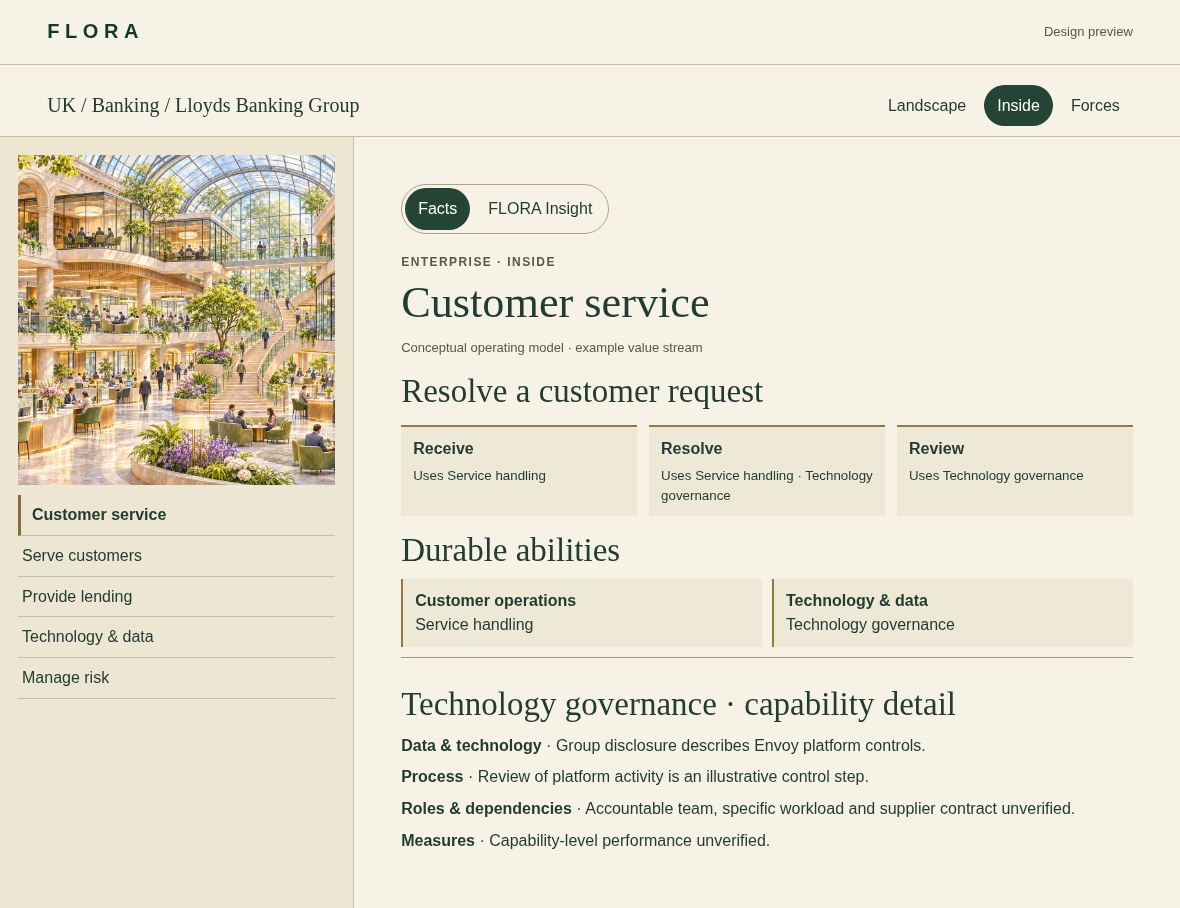 FLORA
Design preview
UK / Banking / Lloyds Banking Group
Landscape
Inside
Forces
Customer service
Serve customers
Provide lending
Technology & data
Manage risk
Facts
FLORA Insight
ENTERPRISE · INSIDE
Customer service
Conceptual operating model · example value stream
Resolve a customer request
Receive
Uses Service handling
Resolve
Uses Service handling · Technology
governance
Review
Uses Technology governance
Durable abilities
Customer operations
Service handling
Technology & data
Technology governance
Technology governance · capability detail
Data & technology · Group disclosure describes Envoy platform controls.
Process · Review of platform activity is an illustrative control step.
Roles & dependencies · Accountable team, specific workload and supplier contract unverified.
Measures · Capability-level performance unverified.